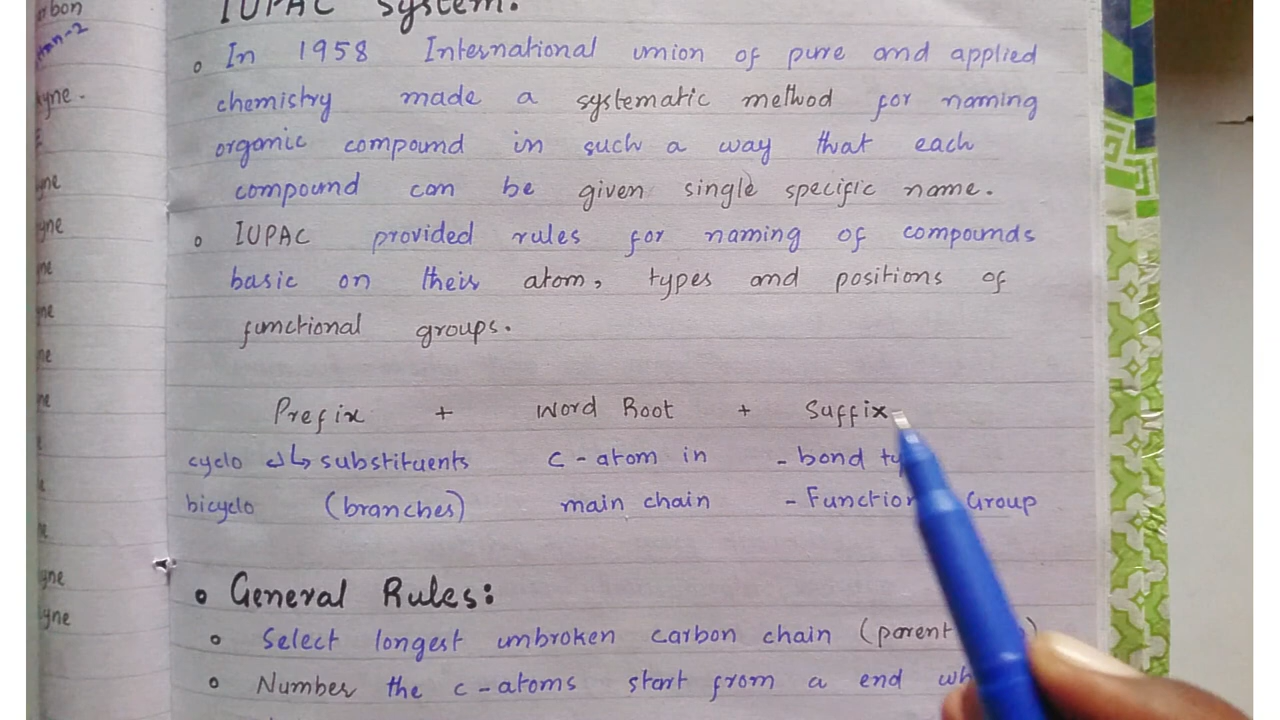 IUPAC System:
In 1958 International union of pure and applied
chemistry made a systematic method for naming
organic compound in such a way that each
compound can be given single specific name.
IUPAC provided rules for naming of compounds
basic on their atom, types and positions of
functional groups.
Prefix + Word Root + Suffix
cyclo ↲↳ substituents c-atom in - bond
bicyclo (branches) main chain - Group
General Rules:
Select longest unbroken carbon chain (parent
Number the c-atoms start from a end